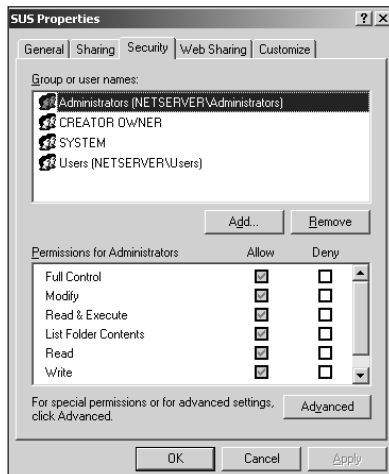 SUS Properties
General Sharing Security Web Sharing Customize
Group or user names:
Administrators (NETSERVER\Administrators)
CREATOR OWNER
SYSTEM
Users (NETSERVER\Users)
Add... Remove
Permissions for Administrators Allow Deny
Full Control
Modify
Read & Execute
List Folder Contents
Read
Write
For special permissions or for advanced settings,
click Advanced.
Advanced
OK Cancel Apply